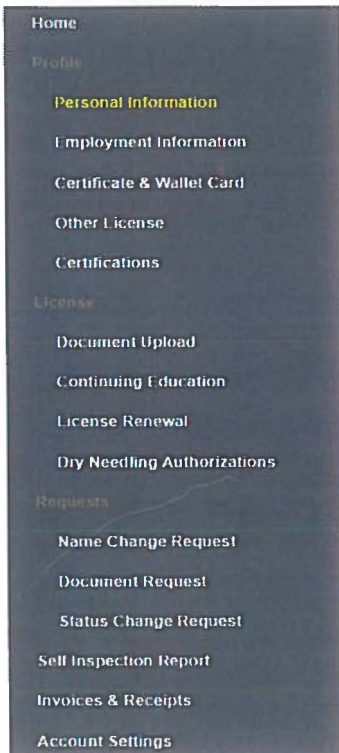 Home
Profile
Personal Information
Employment Information
Certificate & Wallet Card
Other License
Certifications
License
Document Upload
Continuing Education
License Renewal
Dry Needling Authorizations
Requests
Name Change Request
Document Request
Status Change Request
Self Inspection Report
Invoices & Receipts
Account Settings